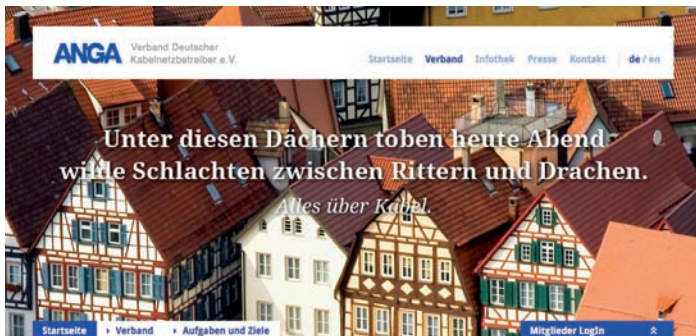 ANGA
Verband Deutscher
Kabelnetzbetreiber e.V.
Startseite Verband Infothek Presse Kontakt de / en
Unter diesen Dächern toben heute Abend
wilde Schlachten zwischen Rittern und Drachen.
Alles über Kabel.
Startseite Verband Aufgaben und Ziele Mitglieder LogIn